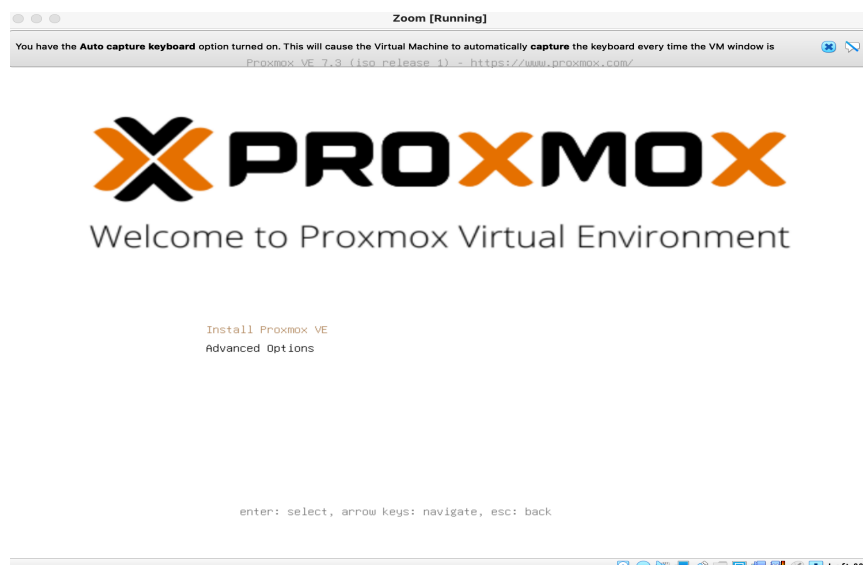 Zoom [Running]
You have the Auto capture keyboard option turned on. This will cause the Virtual Machine to automatically capture the keyboard every time the VM window is
Proxmox VE 7.3 (iso release 1) - https://www.proxmox.com/
PROXMOX
Welcome to Proxmox Virtual Environment
Install Proxmox VE
Advanced Options
enter: select, arrow keys: navigate, esc: back